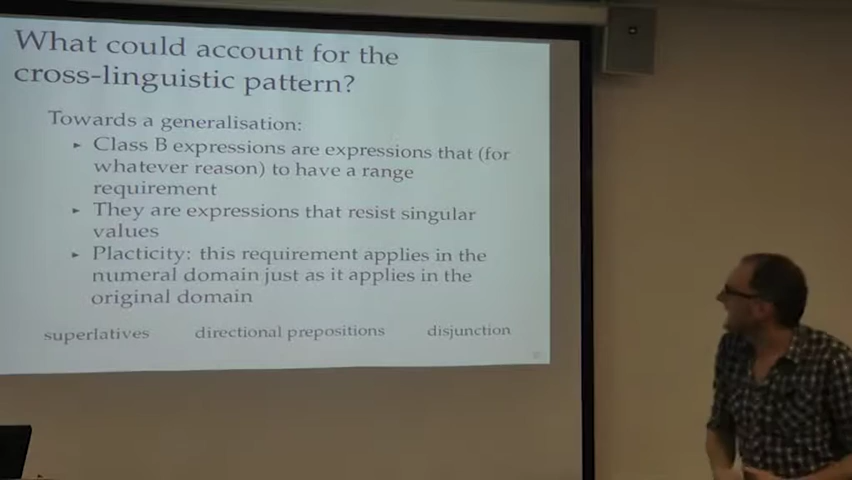 What could account for the
cross-linguistic pattern?
Towards a generalisation:
▸ Class B expressions are expressions that (for
whatever reason) to have a range
requirement
▸ They are expressions that resist singular
values
▸ Placticity: this requirement applies in the
numeral domain just as it applies in the
original domain
superlatives directional prepositions disjunction